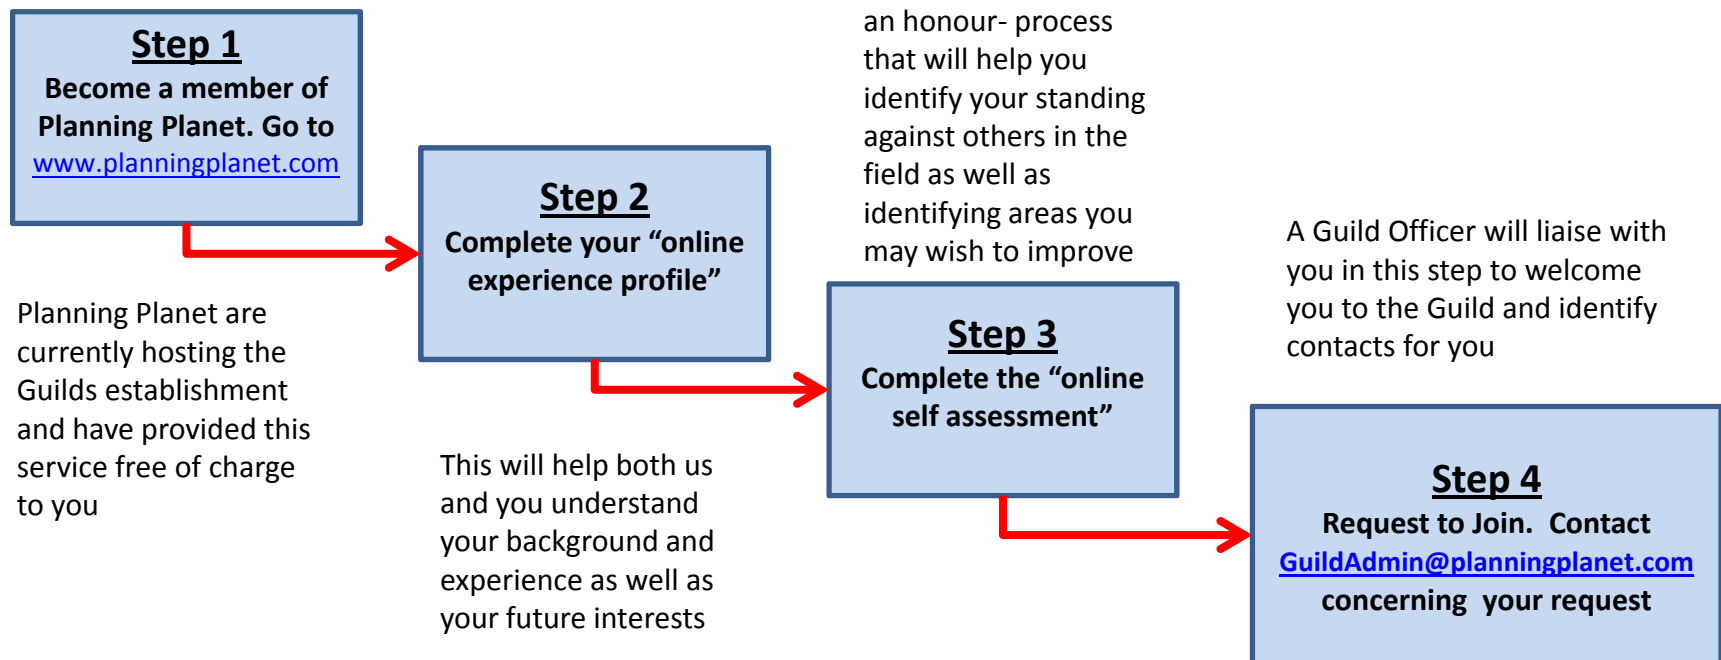 Step 1
Become a member of
Planning Planet. Go to
www.planningplanet.com
Planning Planet are
currently hosting the
Guilds establishment
and have provided this
service free of charge
to you
Step 2
Complete your “online
experience profile”
This will help both us
and you understand
your background and
experience as well as
your future interests
an honour- process
that will help you
identify your standing
against others in the
field as well as
identifying areas you
may wish to improve
Step 3
Complete the “online
self assessment”
A Guild Officer will liaise with
you in this step to welcome
you to the Guild and identify
contacts for you
Step 4
Request to Join.  Contact
GuildAdmin@planningplanet.com
concerning  your request